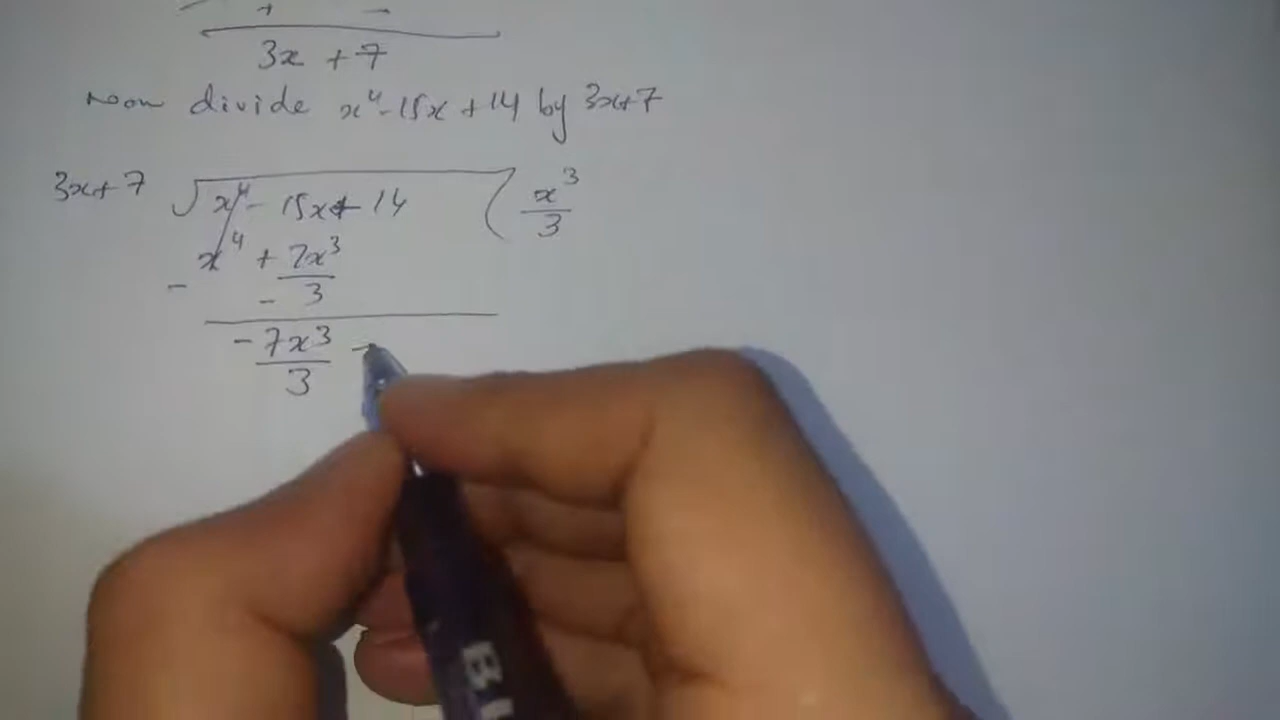 + -
3x + 7
now divide x⁴ - 15x + 14 by 3x+7
3x+7 √x⁴ - 15x + 14 ( x³/3
x⁴ + 7x³/3
- -
- 7x³/3 -
BL